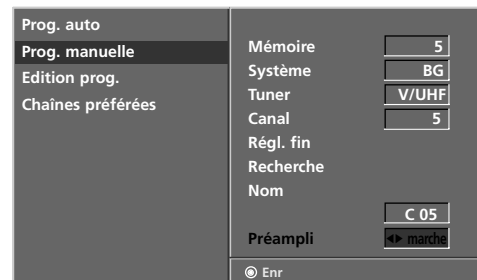 Prog. auto
Prog. manuelle
Edition prog.
Chaînes préférées
Mémoire 5
Système BG
Tuner V/UHF
Canal 5
Régl. fin
Recherche
Nom
C 05
Préampli ◄► marche
Enr